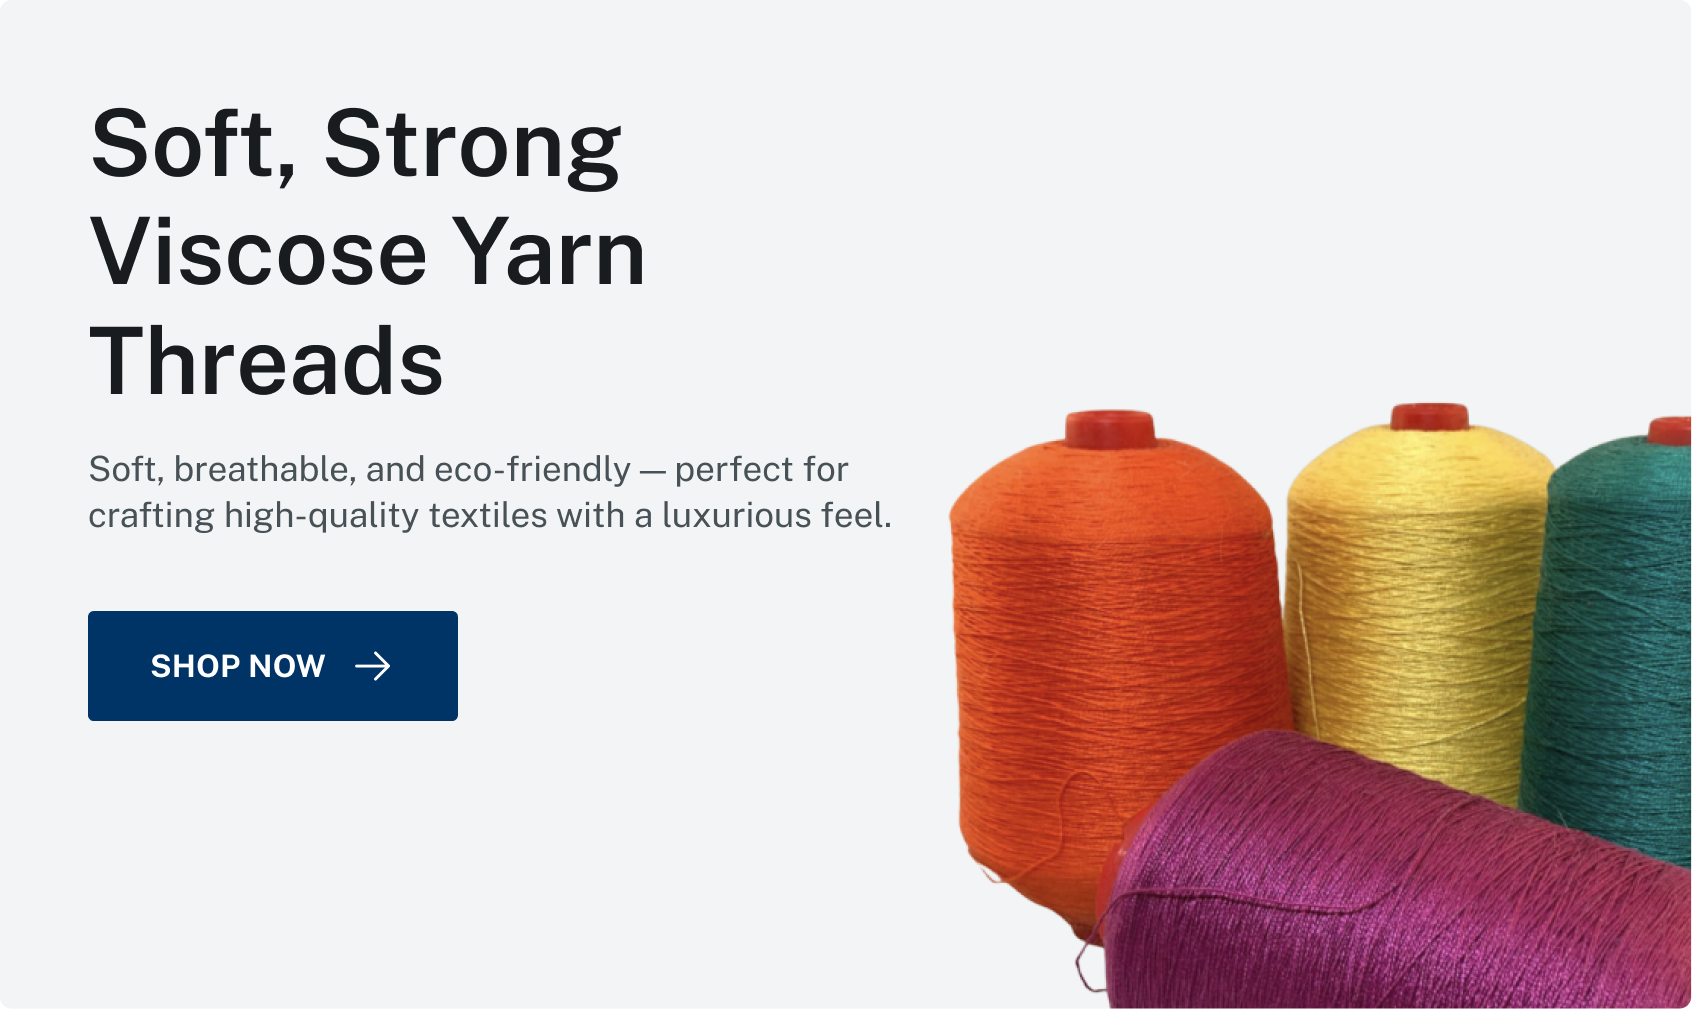 Soft, Strong
Viscose Yarn
Threads
Soft, breathable, and eco-friendly — perfect for
crafting high-quality textiles with a luxurious feel.
SHOP NOW →